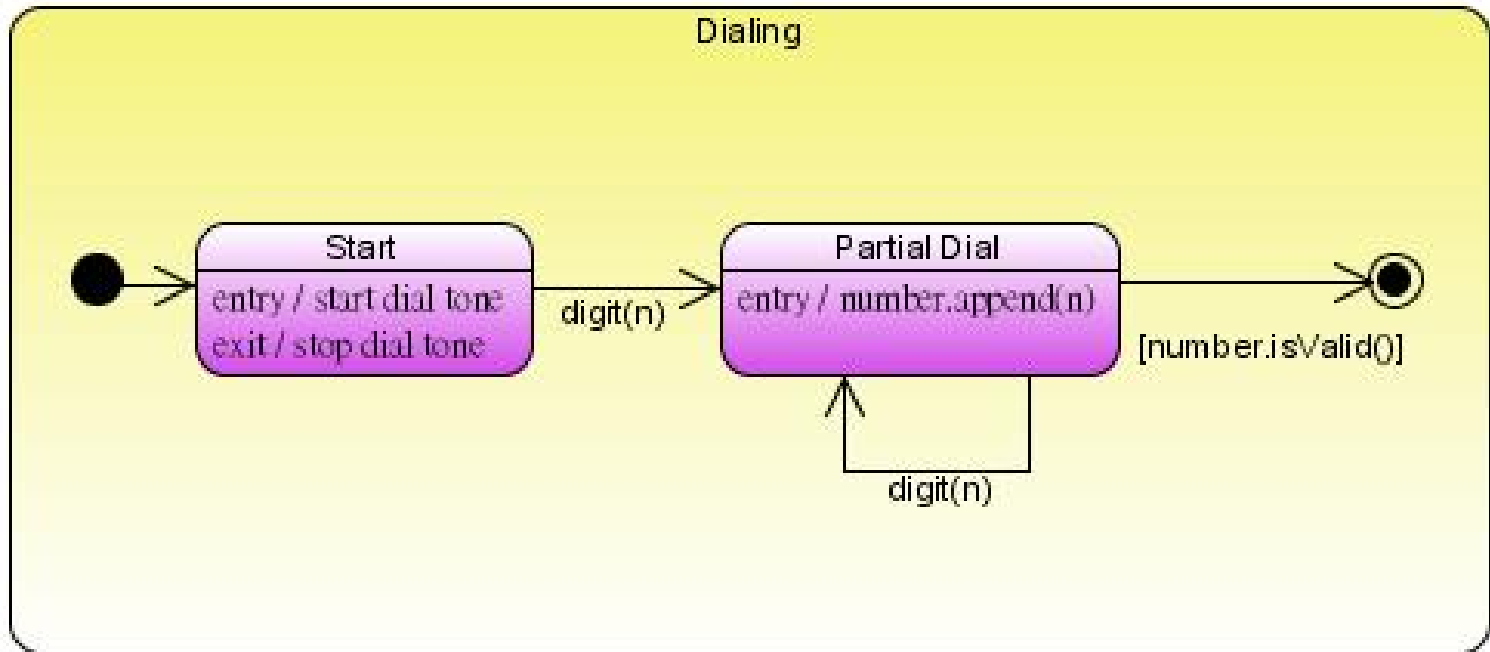 Dialing
Start
entry / start dial tone
exit / stop dial tone
digit(n)
Partial Dial
entry / number.append(n)
digit(n)
[number.isValid()]